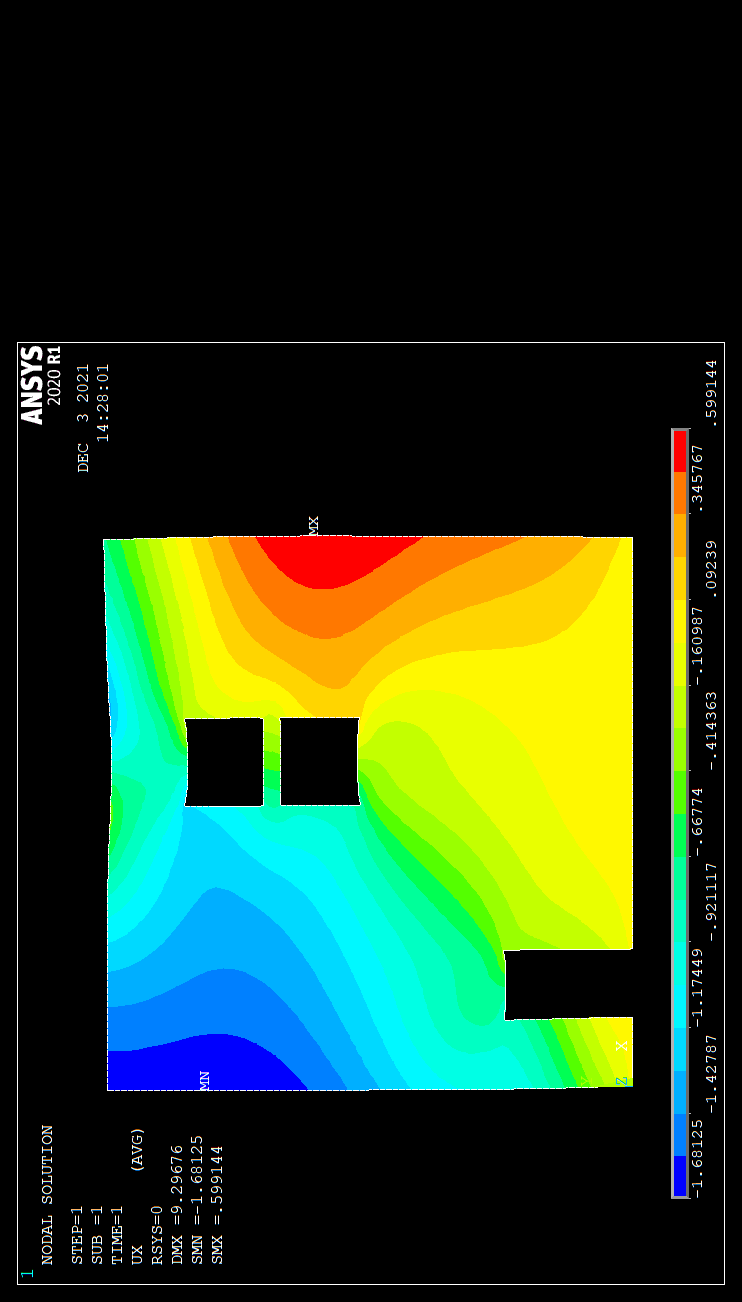 1
NODAL SOLUTION
STEP=1
SUB =1
TIME=1
UX (AVG)
RSYS=0
DMX =9.29676
SMN =-1.68125
SMX =.599144
ANSYS
2020 R1
DEC 3 2021
14:28:01
MN
MX
Z X
-1.68125
-1.42787
-1.17449
-.921117
-.66774
-.414363
-.160987
.09239
.345767
.599144